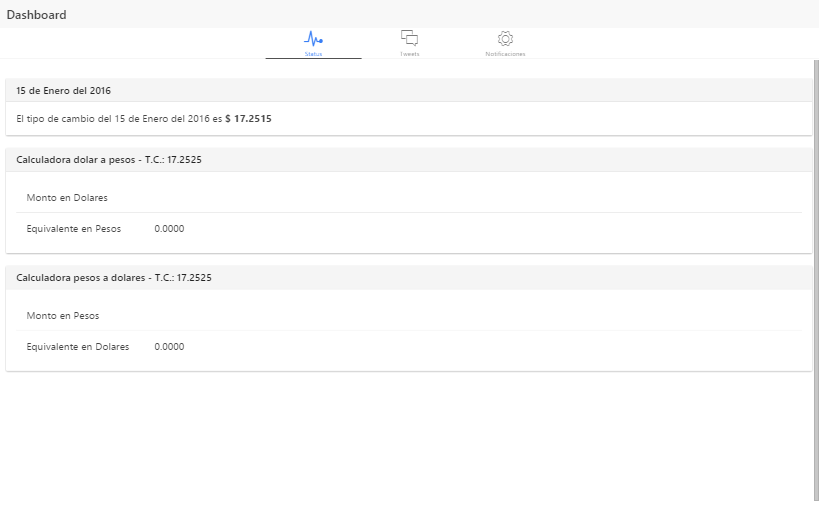 Dashboard
Status
Tweets
Notificaciones
15 de Enero del 2016
El tipo de cambio del 15 de Enero del 2016 es $ 17.2515
Calculadora dolar a pesos - T.C.: 17.2525
Monto en Dolares
Equivalente en Pesos 0.0000
Calculadora pesos a dolares - T.C.: 17.2525
Monto en Pesos
Equivalente en Dolares 0.0000